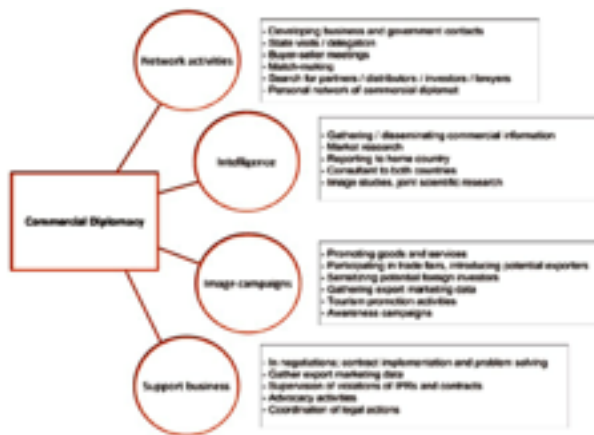 Network activities
- Developing business and government contacts
- State visits / delegation
- Buyer-seller meetings
- Match-making
- Search for partners / distributors / investors / lawyers
- Personal network of commercial diplomat
Intelligence
- Gathering / disseminating commercial information
- Market research
- Reporting to home country
- Consultant to both countries
- Image studies, joint scientific research
Commercial Diplomacy
Image campaigns
- Promoting goods and services
- Participating in trade fairs, introducing potential exporters
- Sensitizing potential foreign investors
- Gathering export marketing data
- Tourism promotion activities
- Awareness campaigns
Support business
- In negotiations; contract implementation and problem solving
- Gather export marketing data
- Supervision of violations of IPRs and contracts
- Advocacy activities
- Coordination of legal actions